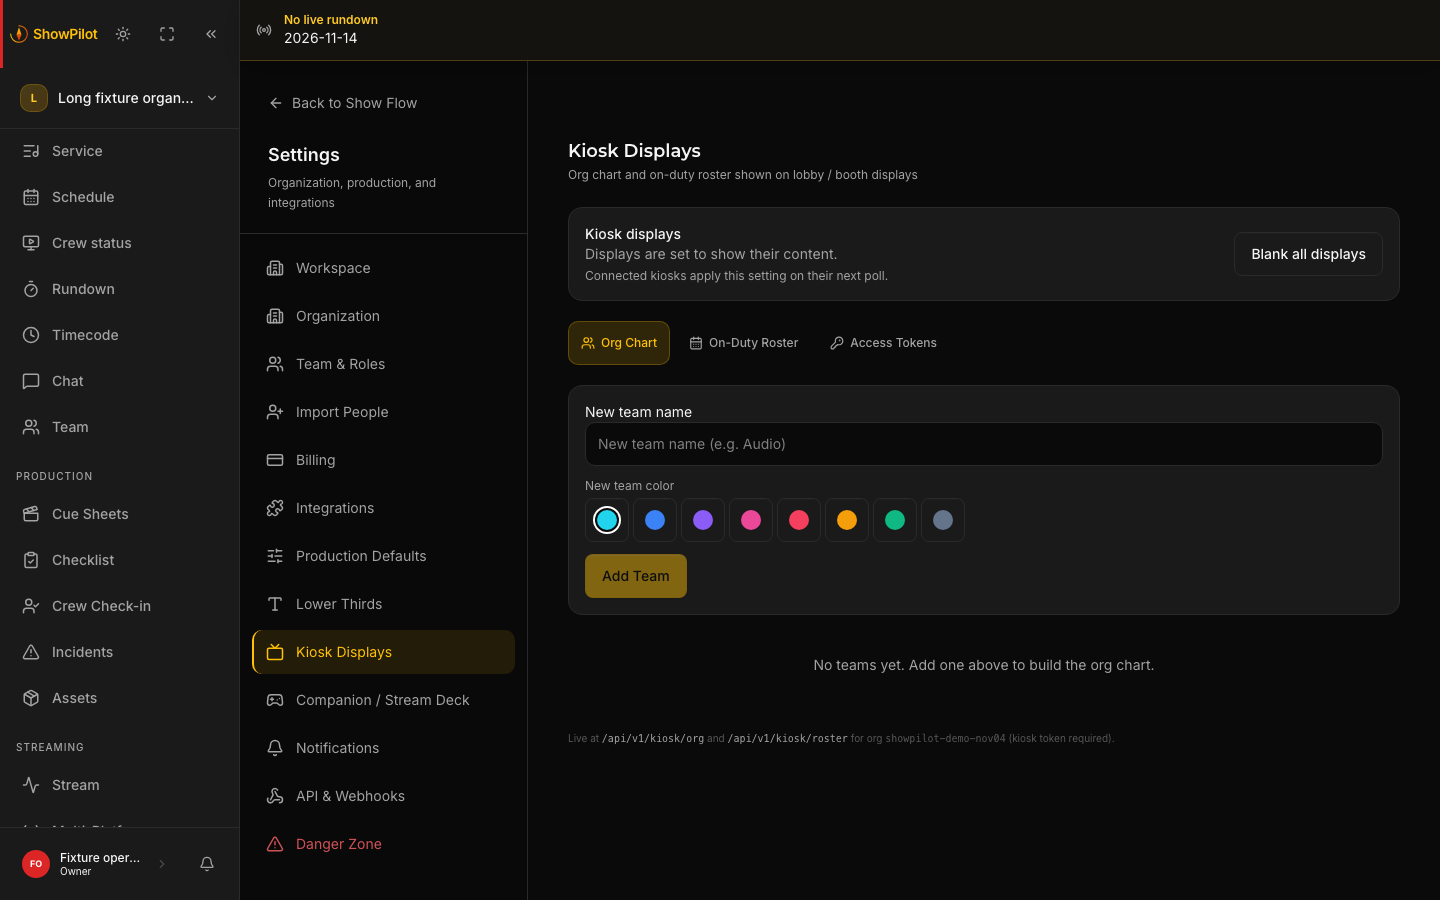 ShowPilot
L
Long fixture organ...
Service
Schedule
Crew status
Rundown
Timecode
Chat
Team
PRODUCTION
Cue Sheets
Checklist
Crew Check-in
Incidents
Assets
STREAMING
Stream
FO
Fixture oper...
Owner
No live rundown
2026-11-14
Back to Show Flow
Settings
Organization, production, and
integrations
Workspace
Organization
Team & Roles
Import People
Billing
Integrations
Production Defaults
Lower Thirds
Kiosk Displays
Companion / Stream Deck
Notifications
API & Webhooks
Danger Zone
Kiosk Displays
Org chart and on-duty roster shown on lobby / booth displays
Kiosk displays
Displays are set to show their content.
Connected kiosks apply this setting on their next poll.
Blank all displays
Org Chart
On-Duty Roster
Access Tokens
New team name
New team name (e.g. Audio)
New team color
Add Team
No teams yet. Add one above to build the org chart.
Live at /api/v1/kiosk/org and /api/v1/kiosk/roster for org showpilot-demo-nov04 (kiosk token required).